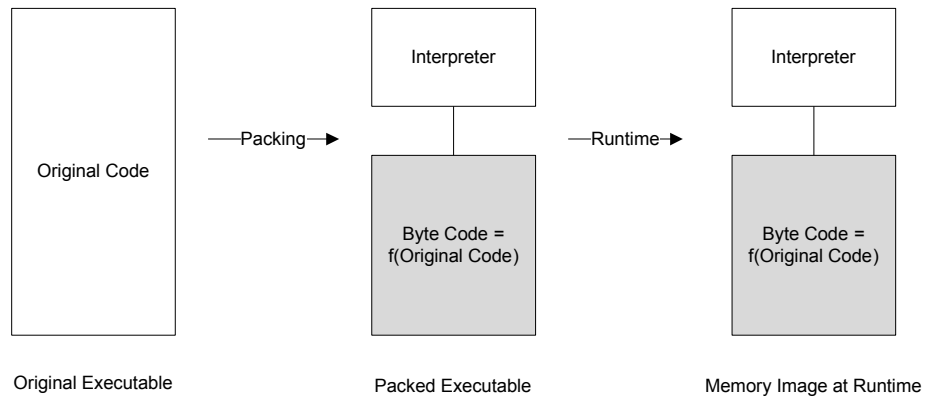 Original Code
Original Executable
Packing
Interpreter
Byte Code =
f(Original Code)
Packed Executable
Runtime
Interpreter
Byte Code =
f(Original Code)
Memory Image at Runtime